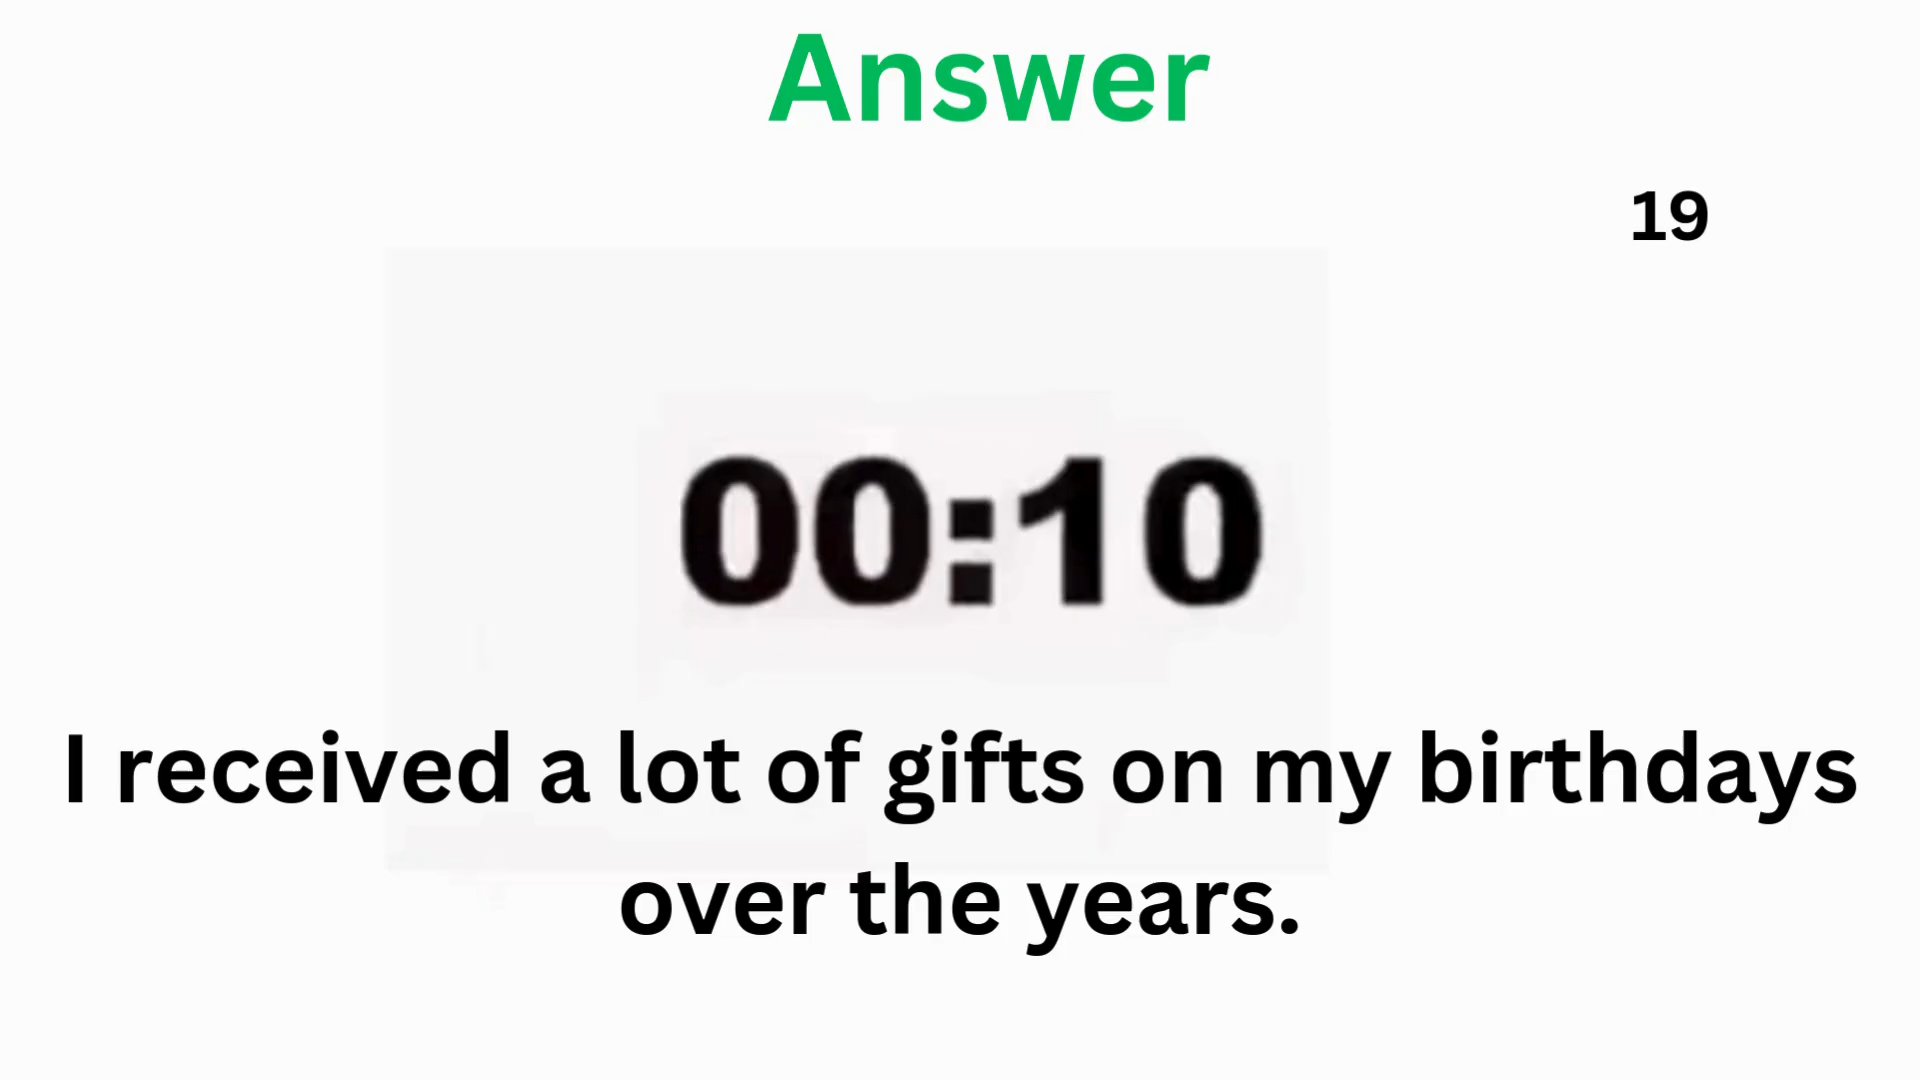 Answer
19
00:10
I received a lot of gifts on my birthdays
over the years.